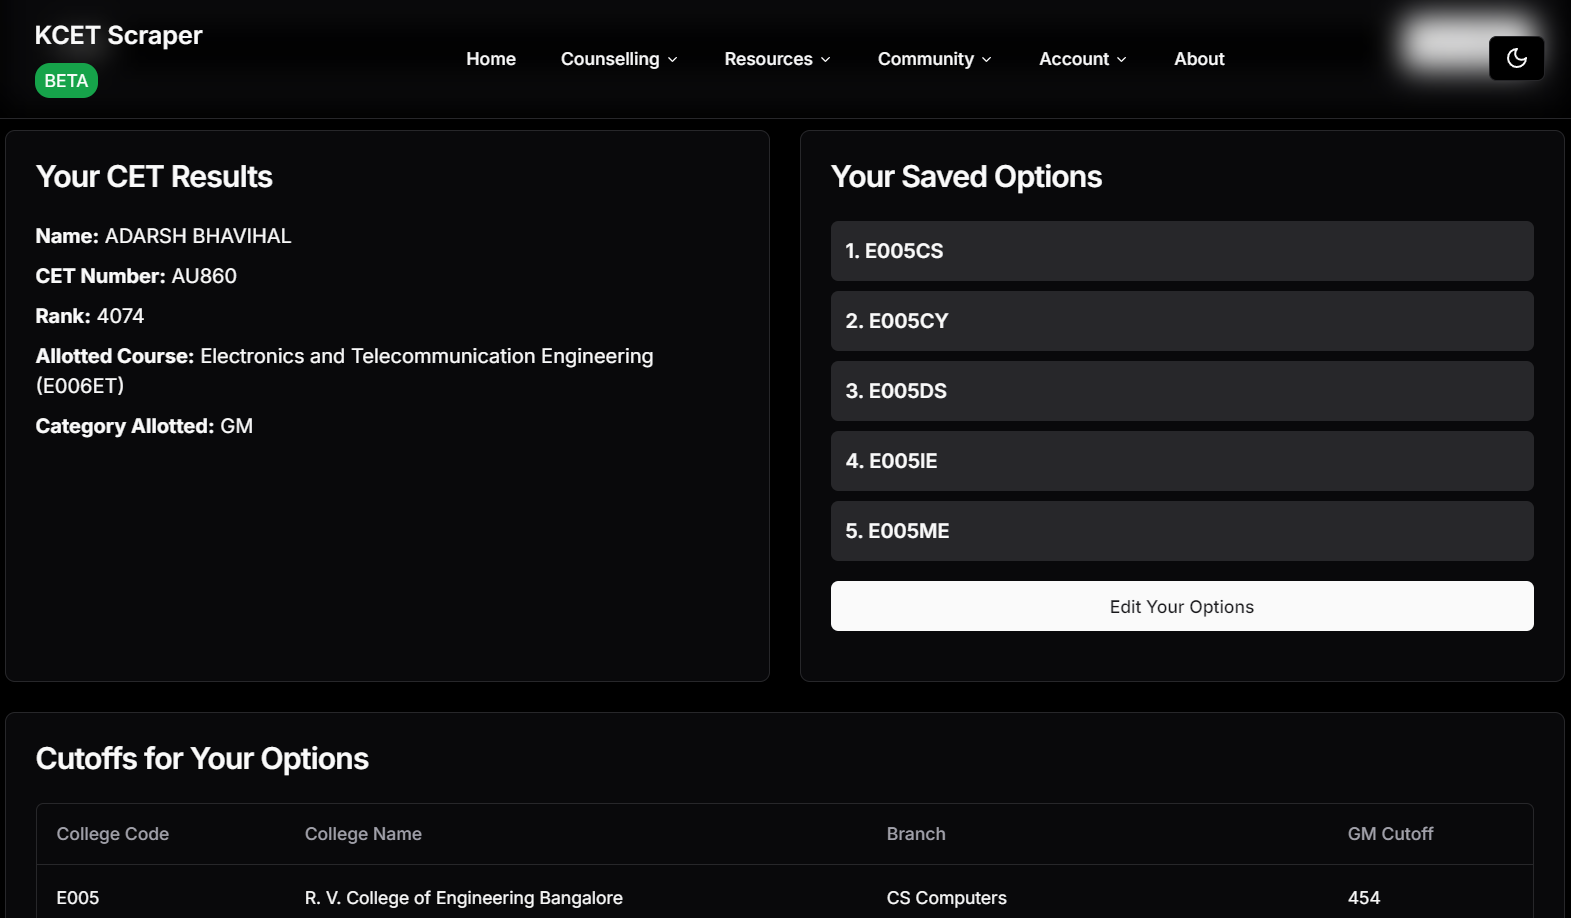 KCET Scraper
BETA
Home
Counselling
Resources
Community
Account
About
Your CET Results
Name: ADARSH BHAVIHAL
CET Number: AU860
Rank: 4074
Allotted Course: Electronics and Telecommunication Engineering
(E006ET)
Category Allotted: GM
Your Saved Options
1. E005CS
2. E005CY
3. E005DS
4. E005IE
5. E005ME
Edit Your Options
Cutoffs for Your Options
College Code College Name Branch GM Cutoff
E005 R. V. College of Engineering Bangalore CS Computers 454